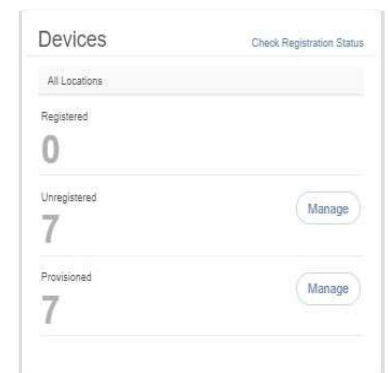 Devices
Check Registration Status
All Locations
Registered
0
Unregistered
7
Manage
Provisioned
7
Manage